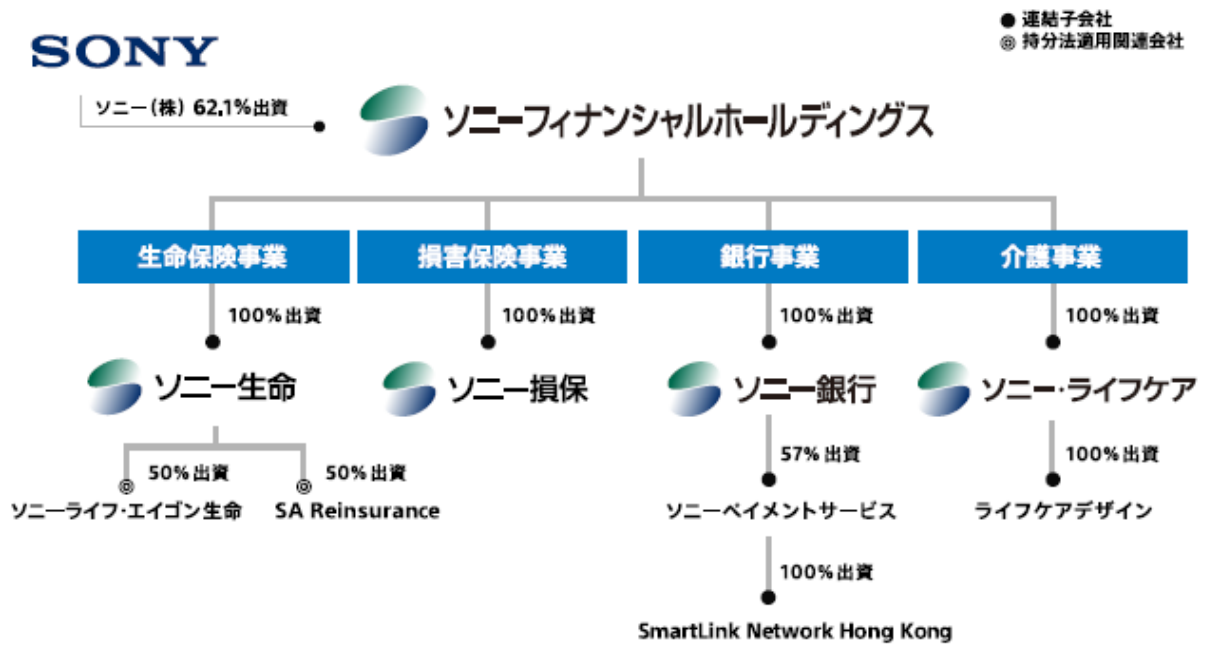 SONY
● 連結子会社
◎ 持分法適用関連会社
ソニー(株) 62.1%出資
ソニーフィナンシャルホールディングス
生命保険事業
損害保険事業
銀行事業
介護事業
100%出資
100%出資
100%出資
100%出資
ソニー生命
ソニー損保
ソニー銀行
ソニー・ライフケア
50%出資
50%出資
57%出資
100%出資
ソニーライフ・エイゴン生命
SA Reinsurance
ソニーペイメントサービス
ライフケアデザイン
100%出資
SmartLink Network Hong Kong